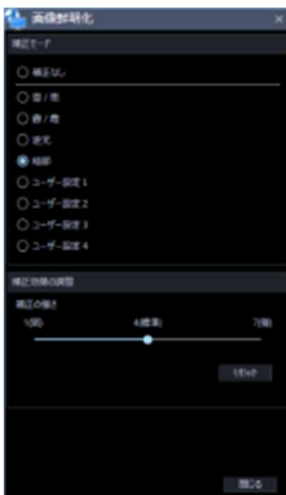 画像鮮明化
補正モード
補正なし
雪 / 雨
霧 / 靄
逆光
暗部
ユーザー設定 1
ユーザー設定 2
ユーザー設定 3
ユーザー設定 4
補正効果の調整
補正の強さ
1(弱) 4(標準) 7(強)
リセット
閉じる